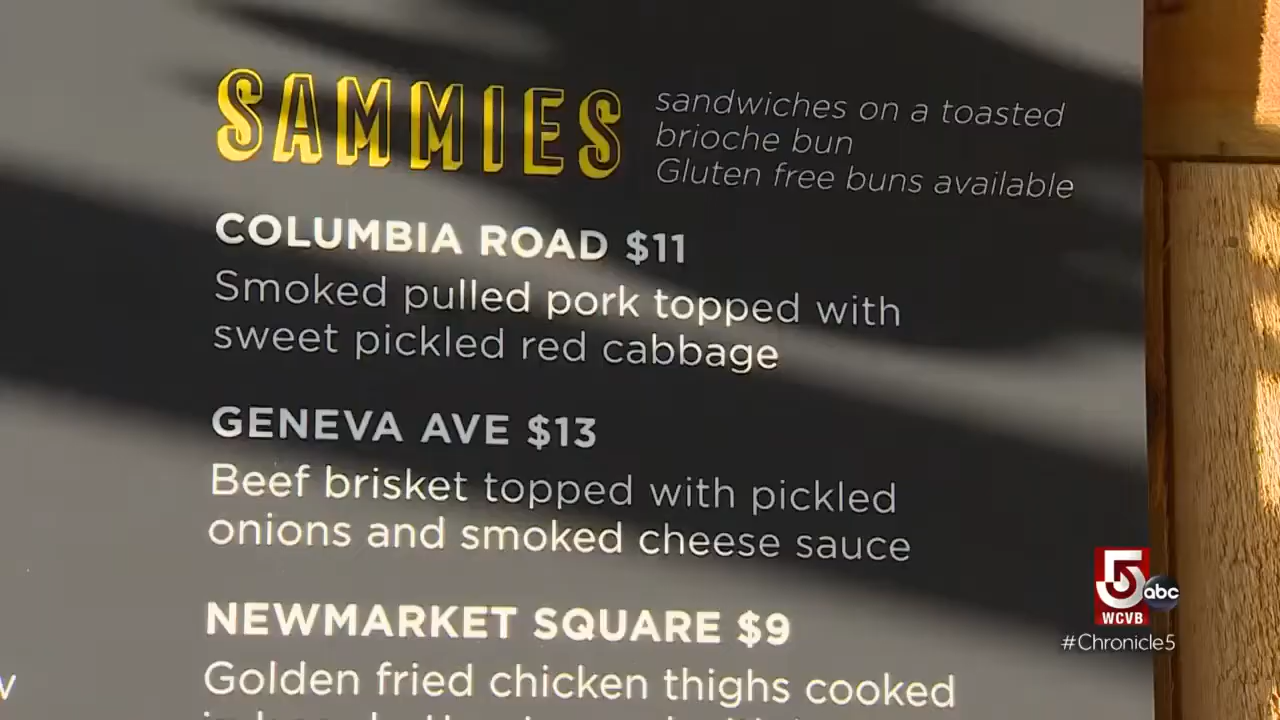 SAMMIES
sandwiches on a toasted
brioche bun
Gluten free buns available
COLUMBIA ROAD $11
Smoked pulled pork topped with
sweet pickled red cabbage
GENEVA AVE $13
Beef brisket topped with pickled
onions and smoked cheese sauce
NEWMARKET SQUARE $9
Golden fried chicken thighs cooked
5 abc
WCVB
#Chronicle5